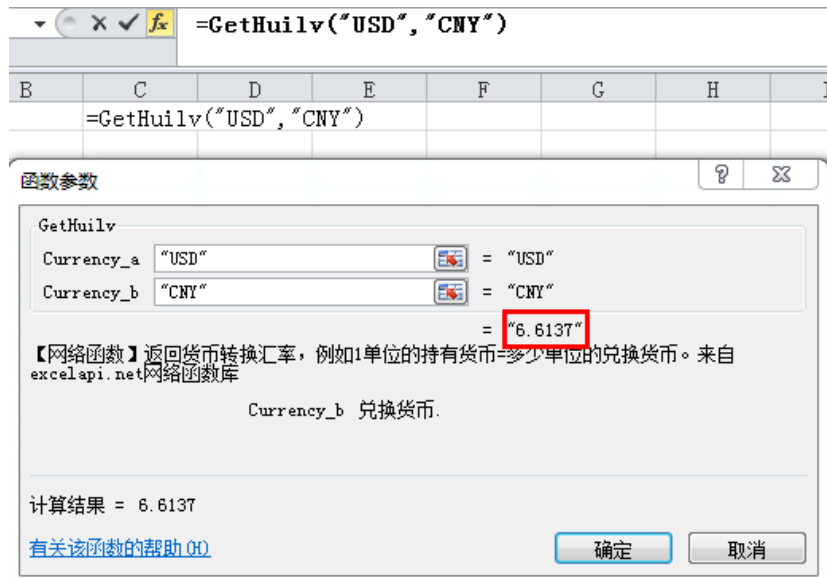 =GetHuilv("USD","CNY")
B C D E F G H
=GetHuilv("USD","CNY")
函数参数
GetHuilv
Currency_a "USD" = "USD"
Currency_b "CNY" = "CNY"
= "6.6137"
【网络函数】返回货币转换汇率，例如1单位的持有货币=多少单位的兑换货币。来自
excelapi.net网络函数库
Currency_b 兑换货币.
计算结果 = 6.6137
有关该函数的帮助(H)
确定 取消